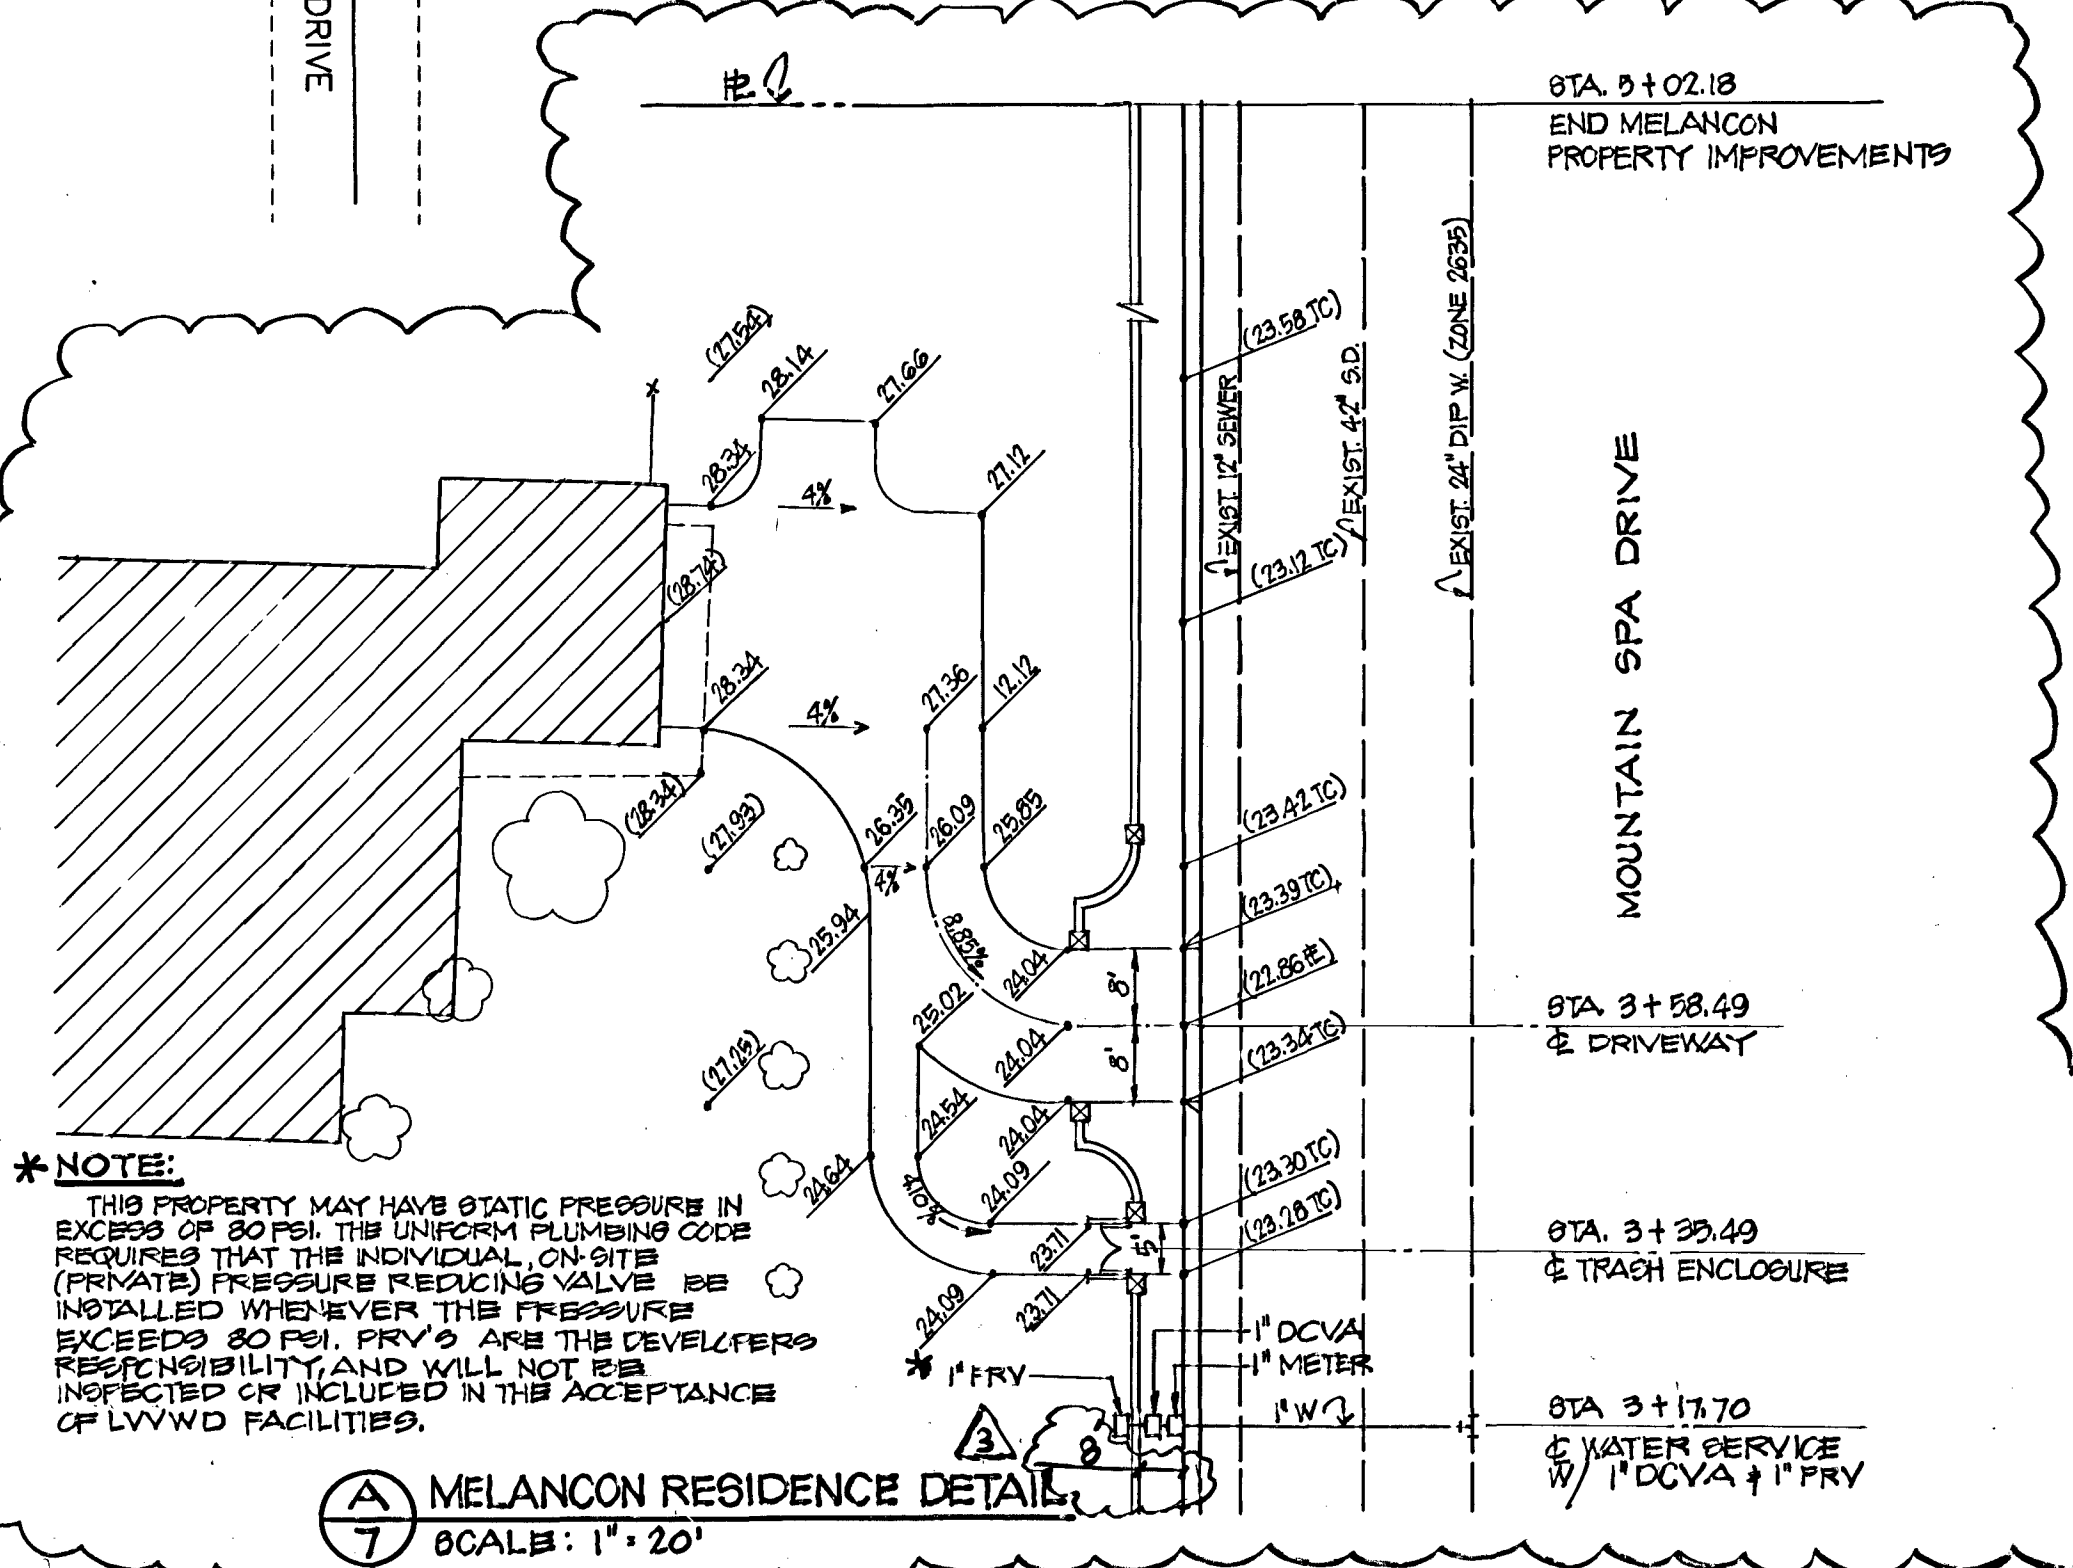 DRIVE
PL
STA. 5+02.18
END MELANCON
PROPERTY IMPROVEMENTS
(23.58 TC)
EXIST. 12" SEWER
EXIST. 42" S.D.
EXIST. 24" DIP W. (ZONE 2635)
MOUNTAIN SPA DRIVE
(27.54)
28.14
27.66
28.34
4%
27.12
(28.74)
(23.12 TC)
28.34
4%
27.36
12.12
(28.34)
(27.93)
26.35
4%
26.09
25.85
(23.42 TC)
(23.39 TC)
25.94
8.85%
24.04
8'
(22.86 FL)
STA. 3+58.49
CL DRIVEWAY
25.02
24.04
8'
(23.34 TC)
(27.25)
24.54
24.04
(23.30 TC)
24.64
4.10%
24.09
23.71
5'
(23.28 TC)
STA. 3+35.49
CL TRASH ENCLOSURE
24.09
23.71
1" DCVA
1" METER
* 1" PRV
1" W
STA 3+17.70
CL WATER SERVICE
W/ 1" DCVA & 1" PRV
3
8
* NOTE:
THIS PROPERTY MAY HAVE STATIC PRESSURE IN
EXCESS OF 80 PSI. THE UNIFORM PLUMBING CODE
REQUIRES THAT THE INDIVIDUAL, ON-SITE
(PRIVATE) PRESSURE REDUCING VALVE BE
INSTALLED WHENEVER THE PRESSURE
EXCEEDS 80 PSI. PRV'S ARE THE DEVELOPERS
RESPONSIBILITY, AND WILL NOT BE
INSPECTED OR INCLUDED IN THE ACCEPTANCE
OF LVVWD FACILITIES.
A
7
MELANCON RESIDENCE DETAIL
SCALE: 1" = 20'